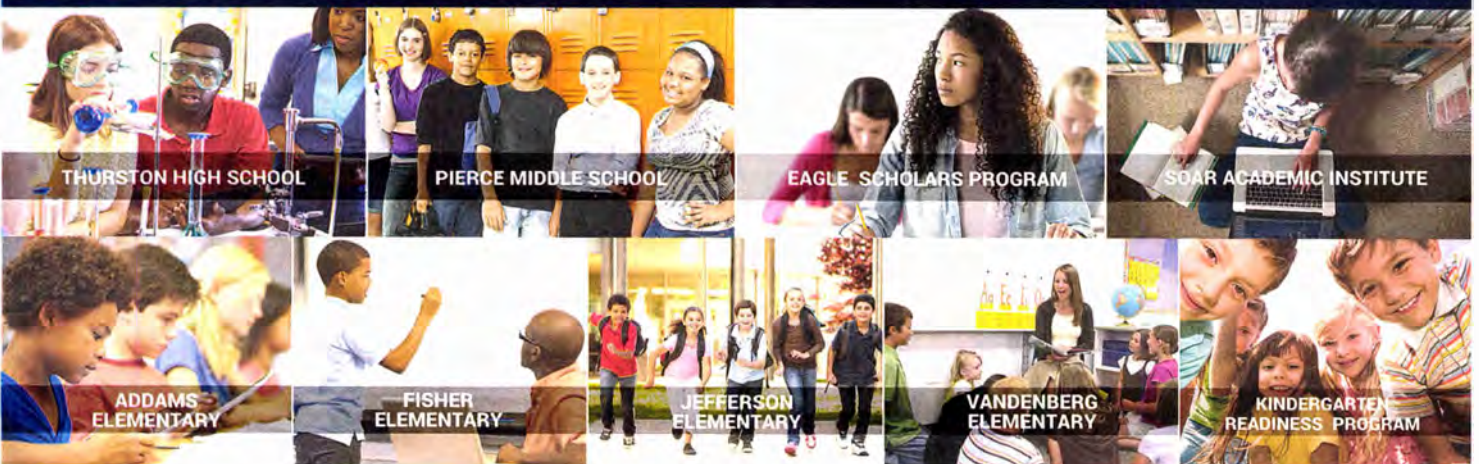 THURSTON HIGH SCHOOL
PIERCE MIDDLE SCHOOL
EAGLE SCHOLARS PROGRAM
SOAR ACADEMIC INSTITUTE
ADDAMS
ELEMENTARY
FISHER
ELEMENTARY
JEFFERSON
ELEMENTARY
VANDENBERG
ELEMENTARY
KINDERGARTEN
READINESS PROGRAM